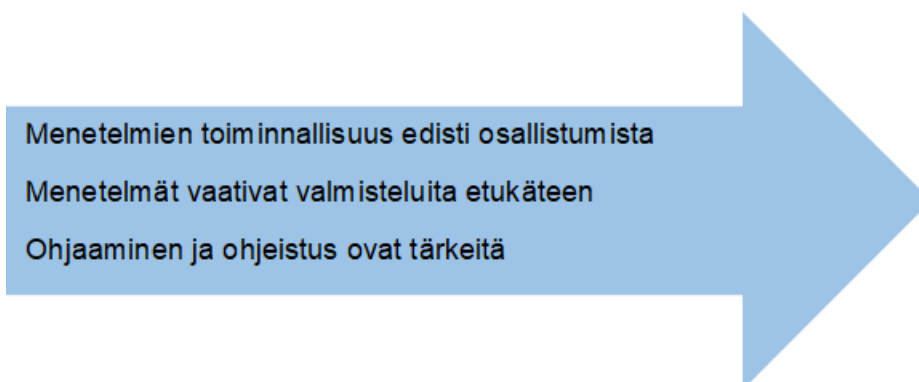 Menetelmien toiminnallisuus edisti osallistumista
Menetelmät vaativat valmisteluita etukäteen
Ohjaaminen ja ohjeistus ovat tärkeitä